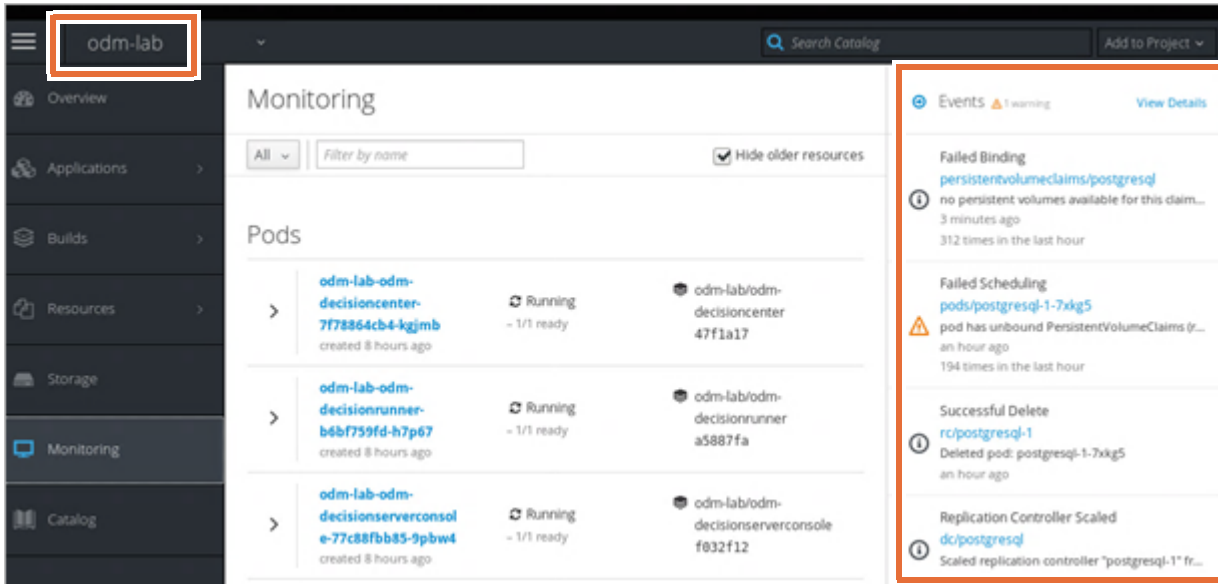 odm-lab
Search Catalog
Add to Project
Overview
Applications
Builds
Resources
Storage
Monitoring
Catalog
Monitoring
All
Filter by name
Hide older resources
Pods
odm-lab-odm-
decisioncenter-
7f78864cb4-kgjmb
created 8 hours ago
Running
– 1/1 ready
odm-lab/odm-
decisioncenter
47f1a17
odm-lab-odm-
decisionrunner-
b6bf759fd-h7p67
created 8 hours ago
Running
– 1/1 ready
odm-lab/odm-
decisionrunner
a5887fa
odm-lab-odm-
decisionserverconsol
e-77c88fbb85-9pbw4
created 8 hours ago
Running
– 1/1 ready
odm-lab/odm-
decisionserverconsole
f032f12
Events 1 warning View Details
Failed Binding
persistentvolumeclaims/postgresql
no persistent volumes available for this claim...
3 minutes ago
312 times in the last hour
Failed Scheduling
pods/postgresql-1-7xkg5
pod has unbound PersistentVolumeClaims (r...
an hour ago
194 times in the last hour
Successful Delete
rc/postgresql-1
Deleted pod: postgresql-1-7xkg5
an hour ago
Replication Controller Scaled
dc/postgresql
Scaled replication controller "postgresql-1" fr...